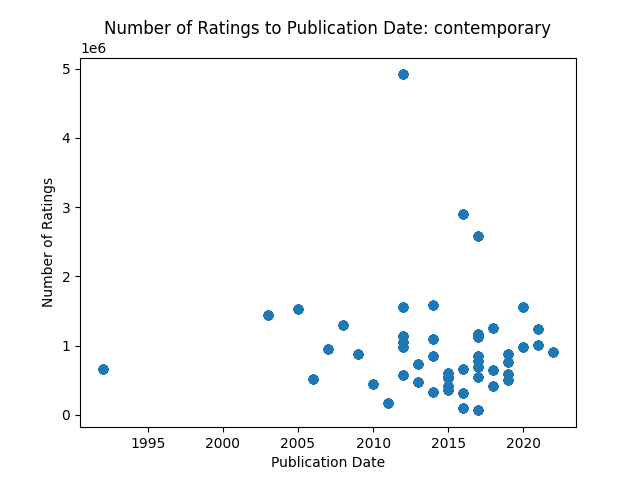 Number of Ratings to Publication Date: contemporary
1e6
5
4
3
2
1
0
Number of Ratings
1995 2000 2005 2010 2015 2020
Publication Date